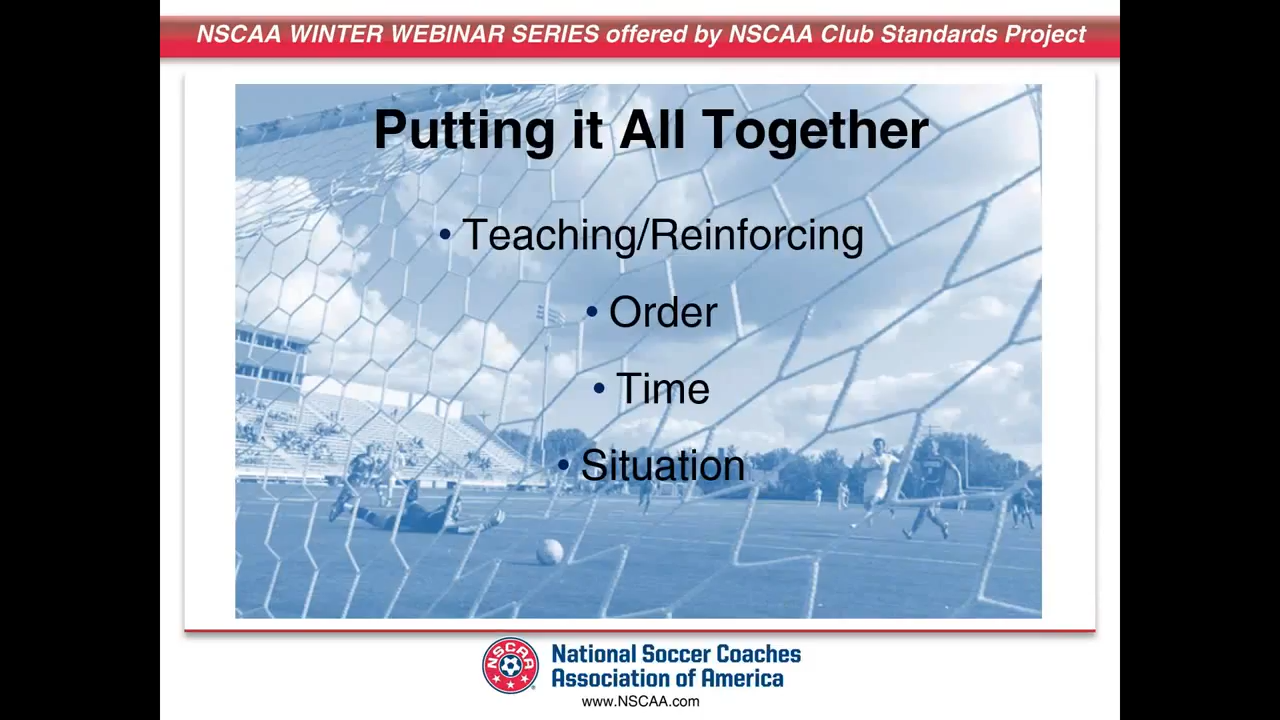 NSCAA WINTER WEBINAR SERIES offered by NSCAA Club Standards Project
Putting it All Together
• Teaching/Reinforcing
• Order
• Time
• Situation
NSCAA
National Soccer Coaches
Association of America
www.NSCAA.com